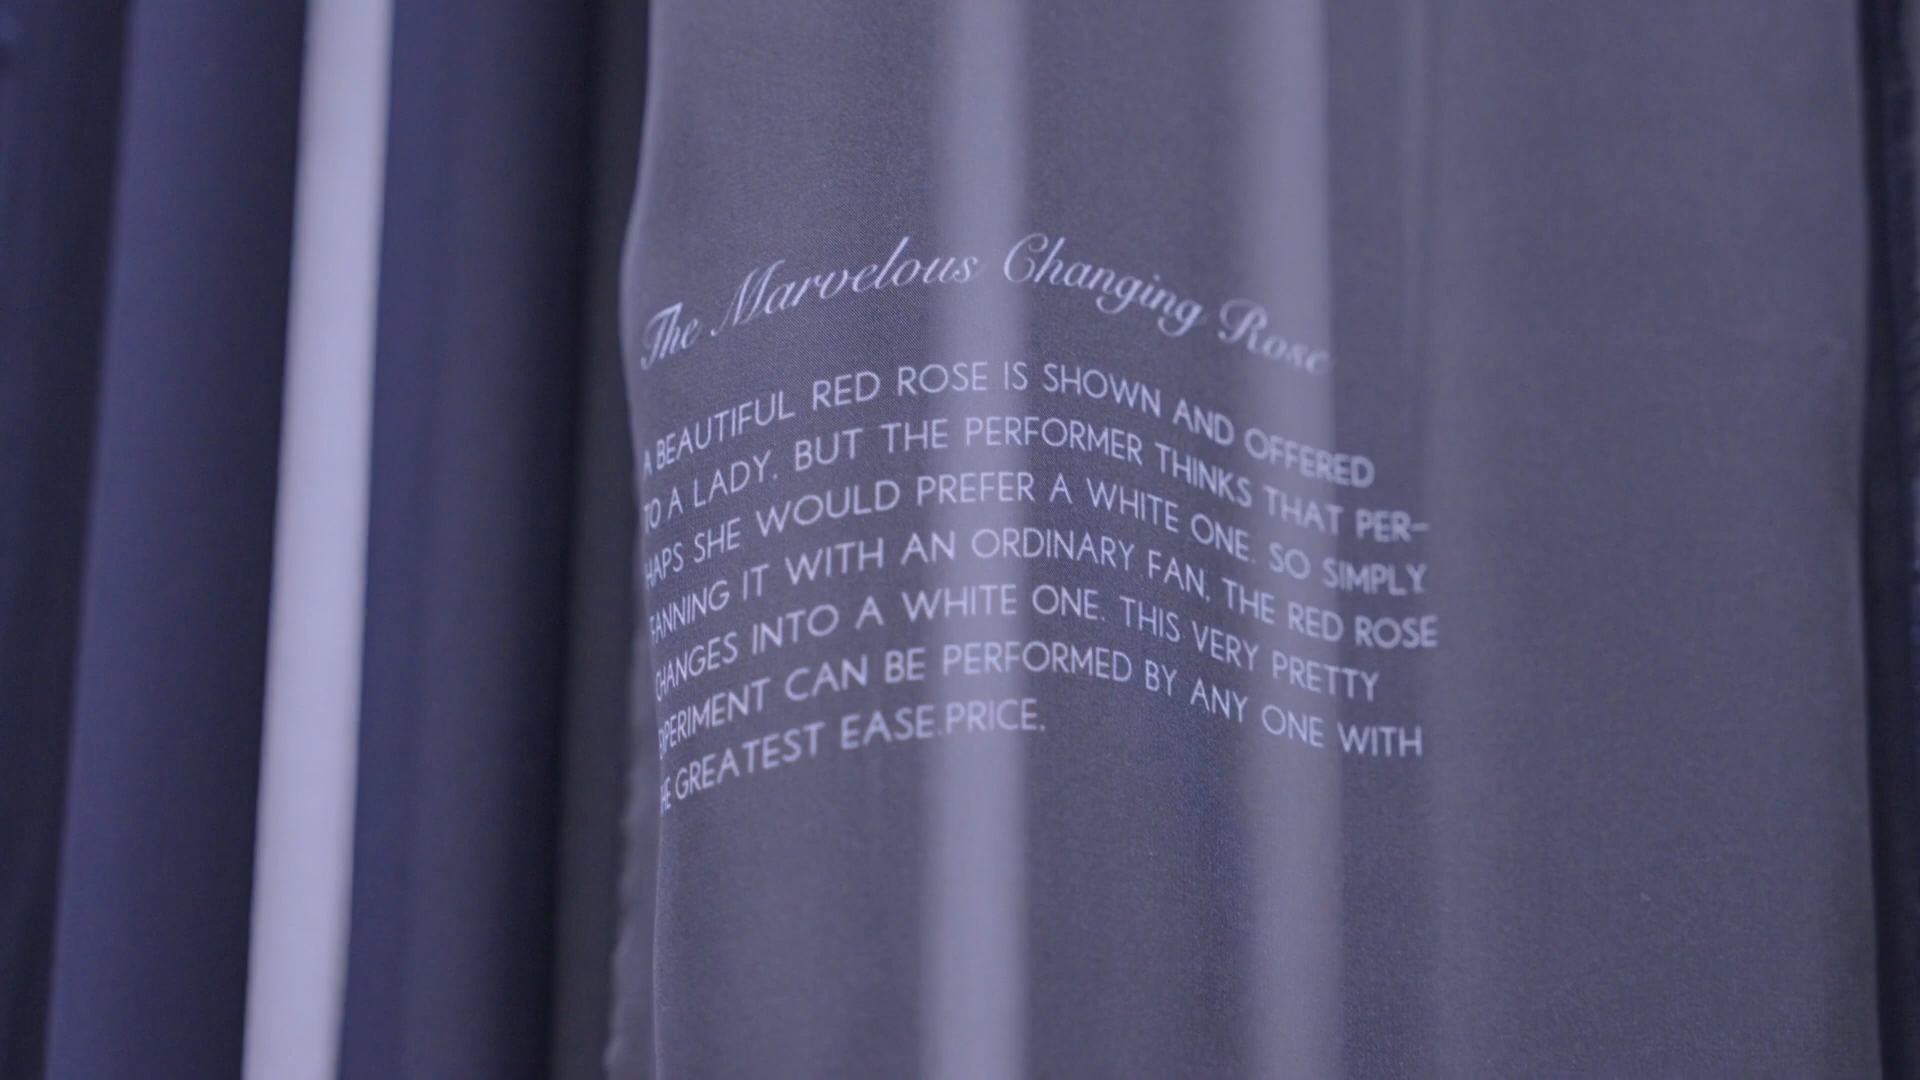 The Marvelous Changing Rose
A BEAUTIFUL RED ROSE IS SHOWN AND OFFERED
TO A LADY. BUT THE PERFORMER THINKS THAT PER-
HAPS SHE WOULD PREFER A WHITE ONE. SO SIMPLY
FANNING IT WITH AN ORDINARY FAN, THE RED ROSE
CHANGES INTO A WHITE ONE. THIS VERY PRETTY
EXPERIMENT CAN BE PERFORMED BY ANY ONE WITH
HE GREATEST EASE.PRICE.